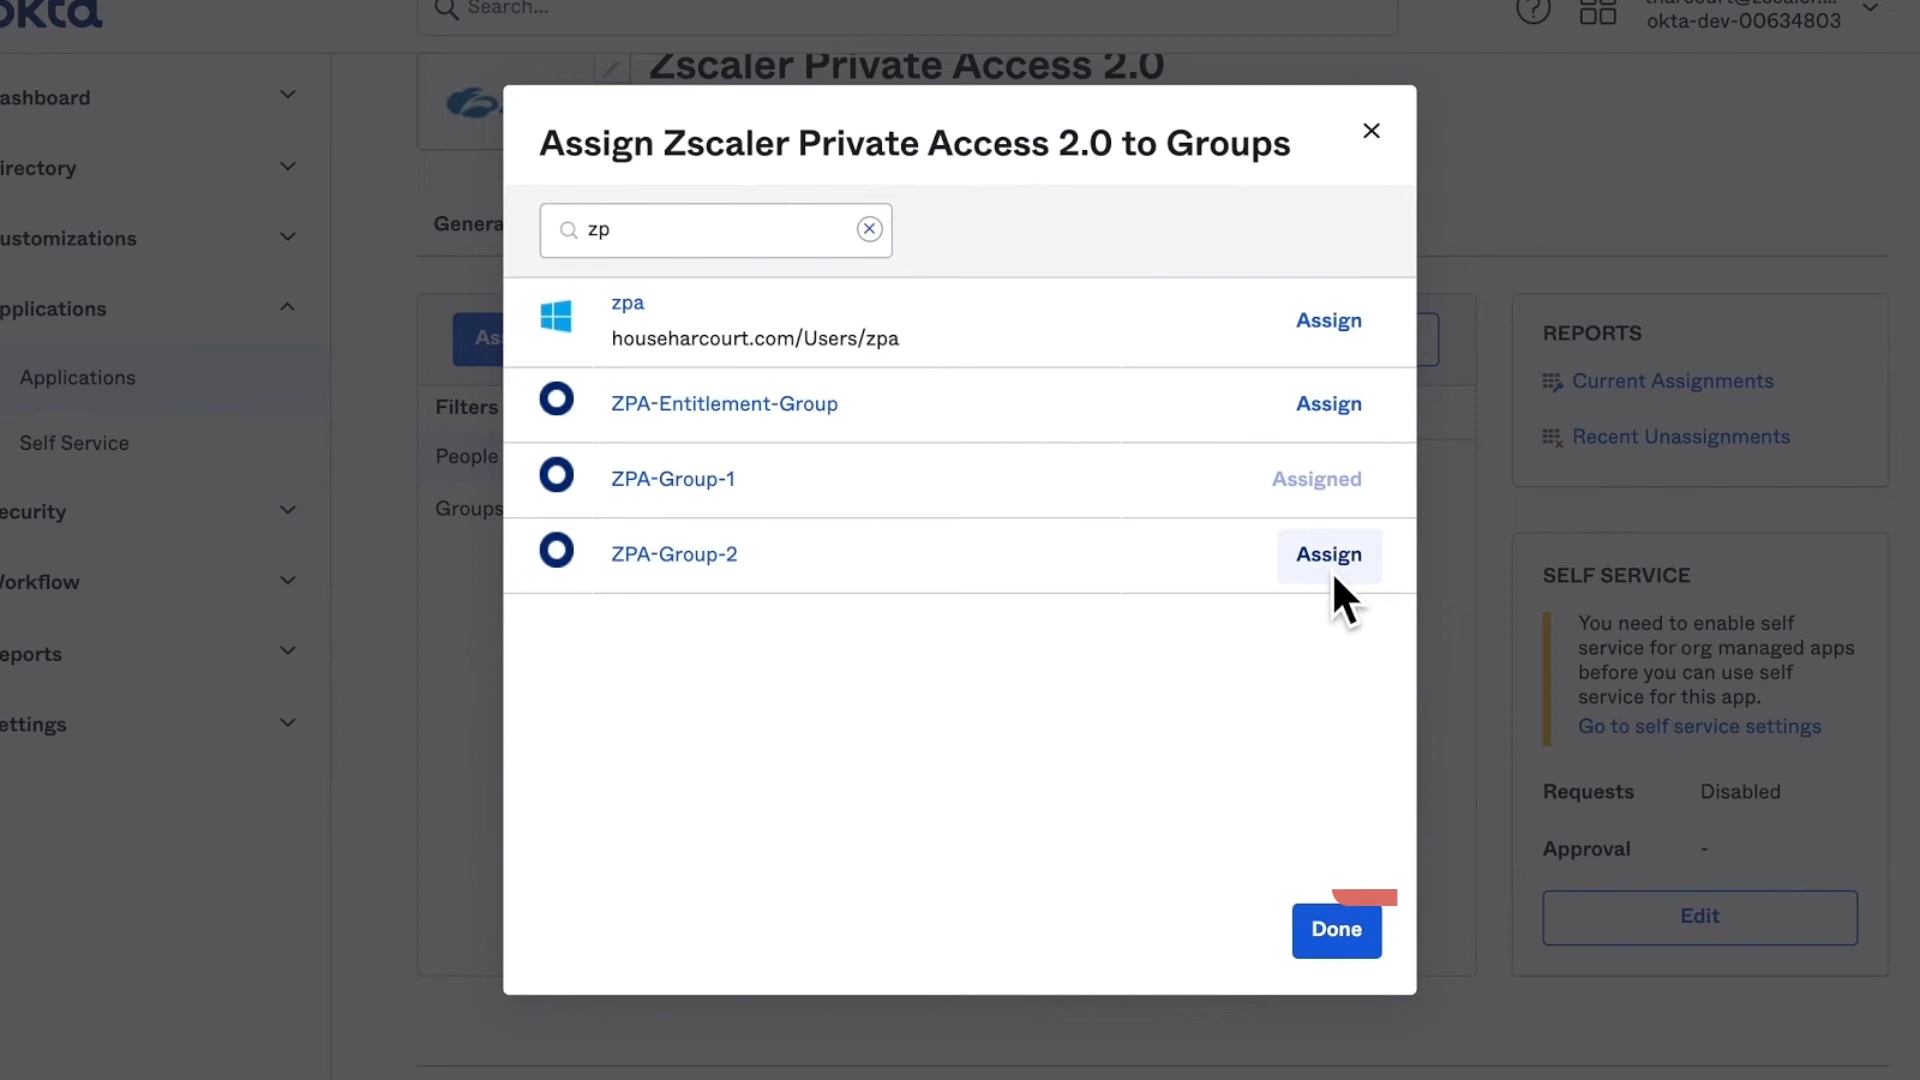 okta
Search...
okta-dev-00634803
Zscaler Private Access 2.0
ashboard
irectory
ustomizations
pplications
Applications
Self Service
ecurity
orkflow
eports
ettings
Genera
As
Filters
People
Groups
Assign Zscaler Private Access 2.0 to Groups
zp
zpa
househarcourt.com/Users/zpa
Assign
ZPA-Entitlement-Group
Assign
ZPA-Group-1
Assigned
ZPA-Group-2
Assign
Done
REPORTS
Current Assignments
Recent Unassignments
SELF SERVICE
You need to enable self
service for org managed apps
before you can use self
service for this app.
Go to self service settings
Requests Disabled
Approval -
Edit